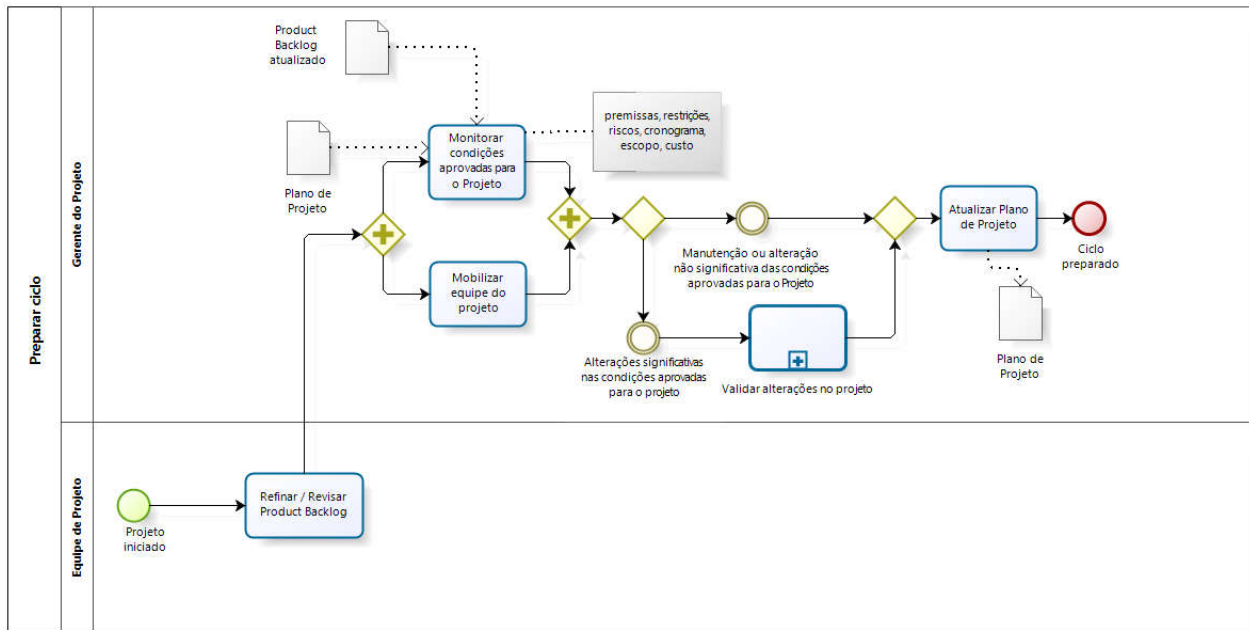 Preparar ciclo
Gerente do Projeto
Product
Backlog
atualizado
Plano de
Projeto
Monitorar
condições
aprovadas para
o Projeto
premissas, restrições,
riscos, cronograma,
escopo, custo
Mobilizar
equipe do
projeto
Manutenção ou alteração
não significativa das condições
aprovadas para o Projeto
Alterações significativas
nas condições aprovadas
para o projeto
Validar alterações no projeto
Atualizar Plano
de Projeto
Ciclo
preparado
Plano de
Projeto
Equipe de Projeto
Projeto
iniciado
Refinar / Revisar
Product Backlog